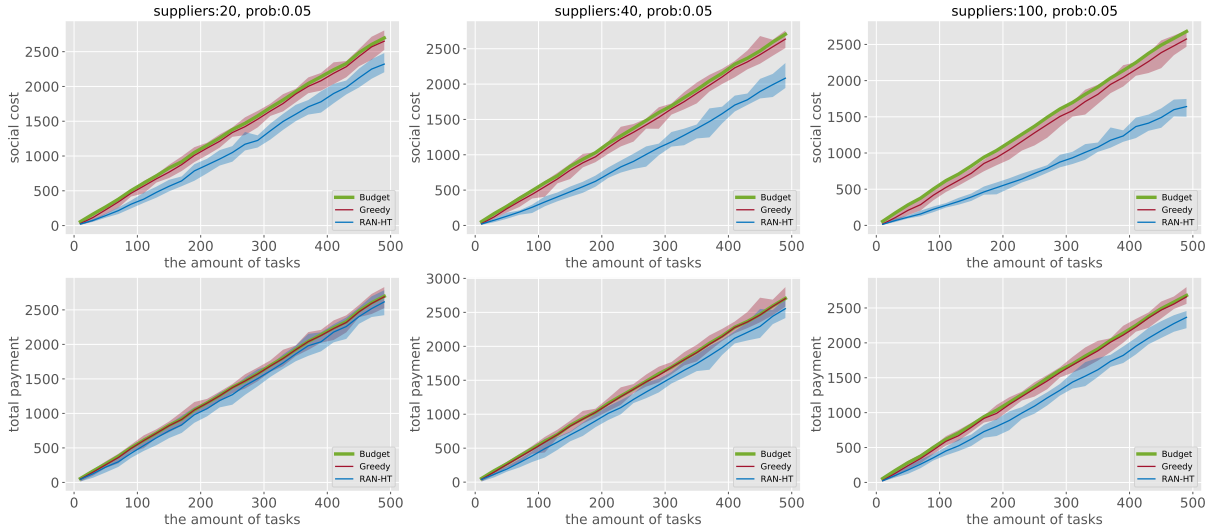 suppliers:20, prob:0.05
suppliers:40, prob:0.05
suppliers:100, prob:0.05
social cost
2500
2000
1500
1000
500
0
Budget
Greedy
RAN-HT
0 100 200 300 400 500
the amount of tasks
social cost
2500
2000
1500
1000
500
0
Budget
Greedy
RAN-HT
0 100 200 300 400 500
the amount of tasks
social cost
2500
2000
1500
1000
500
0
Budget
Greedy
RAN-HT
0 100 200 300 400 500
the amount of tasks
total payment
2500
2000
1500
1000
500
0
Budget
Greedy
RAN-HT
0 100 200 300 400 500
the amount of tasks
total payment
3000
2500
2000
1500
1000
500
0
Budget
Greedy
RAN-HT
0 100 200 300 400 500
the amount of tasks
total payment
2500
2000
1500
1000
500
0
Budget
Greedy
RAN-HT
0 100 200 300 400 500
the amount of tasks